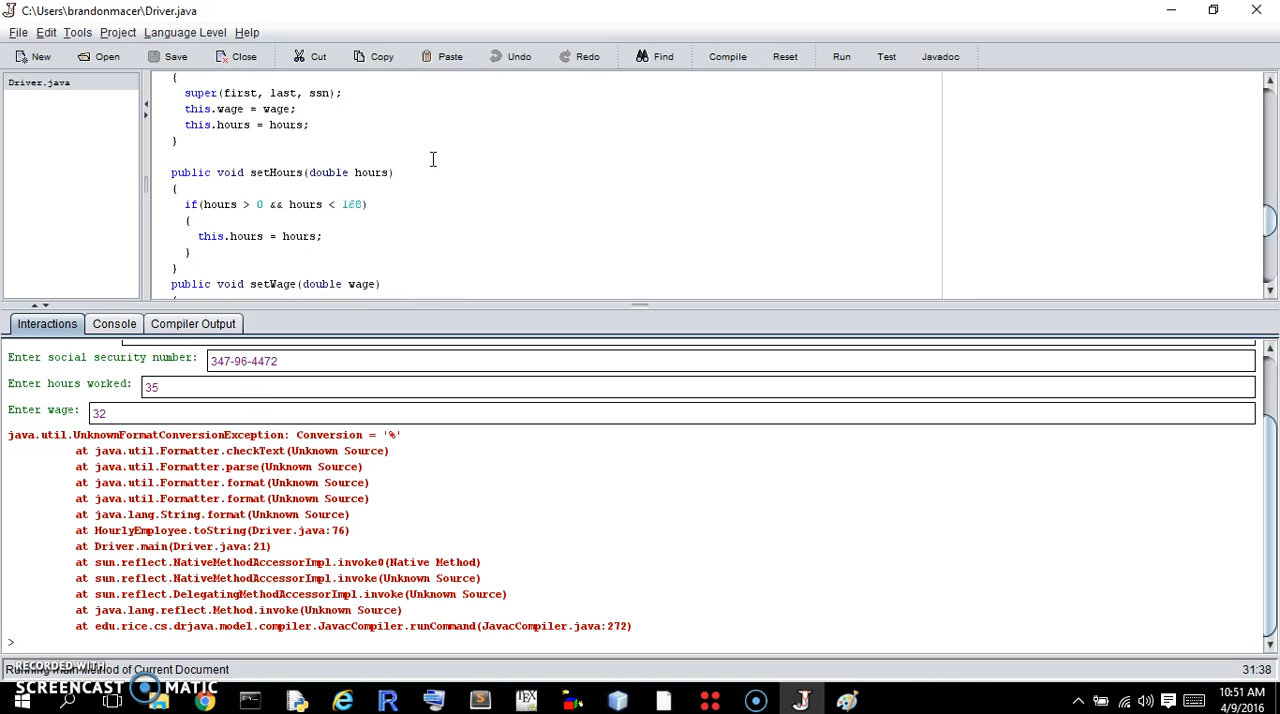 C:\Users\brandonmacer\Driver.java
File Edit Tools Project Language Level Help
New Open Save Close Cut Copy Paste Undo Redo Find Compile Reset Run Test Javadoc
Driver.java
{
super(first, last, ssn);
this.wage = wage;
this.hours = hours;
}
public void setHours(double hours)
{
if(hours > 0 && hours < 168)
{
this.hours = hours;
}
}
public void setWage(double wage)
Interactions Console Compiler Output
Enter social security number: 347-96-4472
Enter hours worked: 35
Enter wage: 32
java.util.UnknownFormatConversionException: Conversion = '%'
at java.util.Formatter.checkText(Unknown Source)
at java.util.Formatter.parse(Unknown Source)
at java.util.Formatter.format(Unknown Source)
at java.util.Formatter.format(Unknown Source)
at java.lang.String.format(Unknown Source)
at HourlyEmployee.toString(Driver.java:76)
at Driver.main(Driver.java:21)
at sun.reflect.NativeMethodAccessorImpl.invoke0(Native Method)
at sun.reflect.NativeMethodAccessorImpl.invoke(Unknown Source)
at sun.reflect.DelegatingMethodAccessorImpl.invoke(Unknown Source)
at java.lang.reflect.Method.invoke(Unknown Source)
at edu.rice.cs.drjava.model.compiler.JavacCompiler.runCommand(JavacCompiler.java:272)
>
RECORDED WITH
Running main Method of Current Document 31:38
SCREENCAST MATIC
10:51 AM
4/9/2016